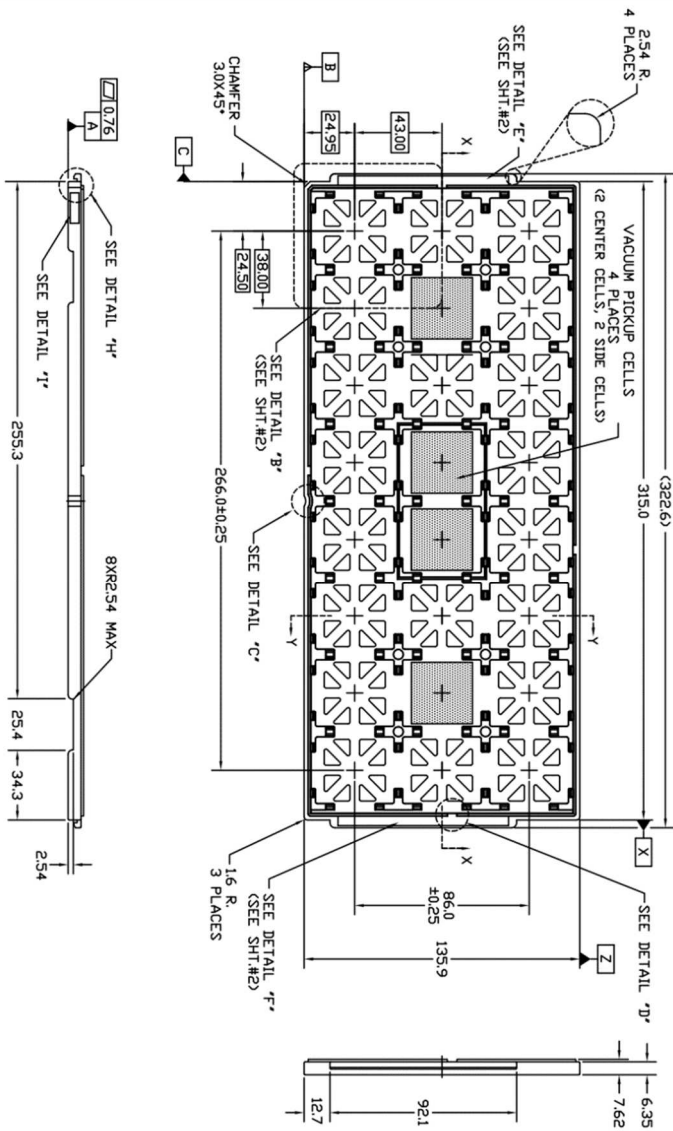 2.54 R.
4 PLACES
SEE DETAIL "E"
(SEE SHT.#2)
B
CHAMFER
3.0X45°
24.95
43.00
X
C
0.76
A
VACUUM PICKUP CELLS
4 PLACES
(2 CENTER CELLS, 2 SIDE CELLS)
(322.6)
315.0
38.00
24.50
SEE DETAIL "B"
(SEE SHT.#2)
266.0±0.25
SEE DETAIL "C"
Y
Y
SEE DETAIL "H"
SEE DETAIL "I"
255.3
8XR2.54 MAX
25.4
34.3
2.54
X
X
1.6 R.
3 PLACES
SEE DETAIL "F"
(SEE SHT.#2)
86.0
±0.25
135.9
Z
SEE DETAIL "D"
12.7
92.1
7.62
6.35